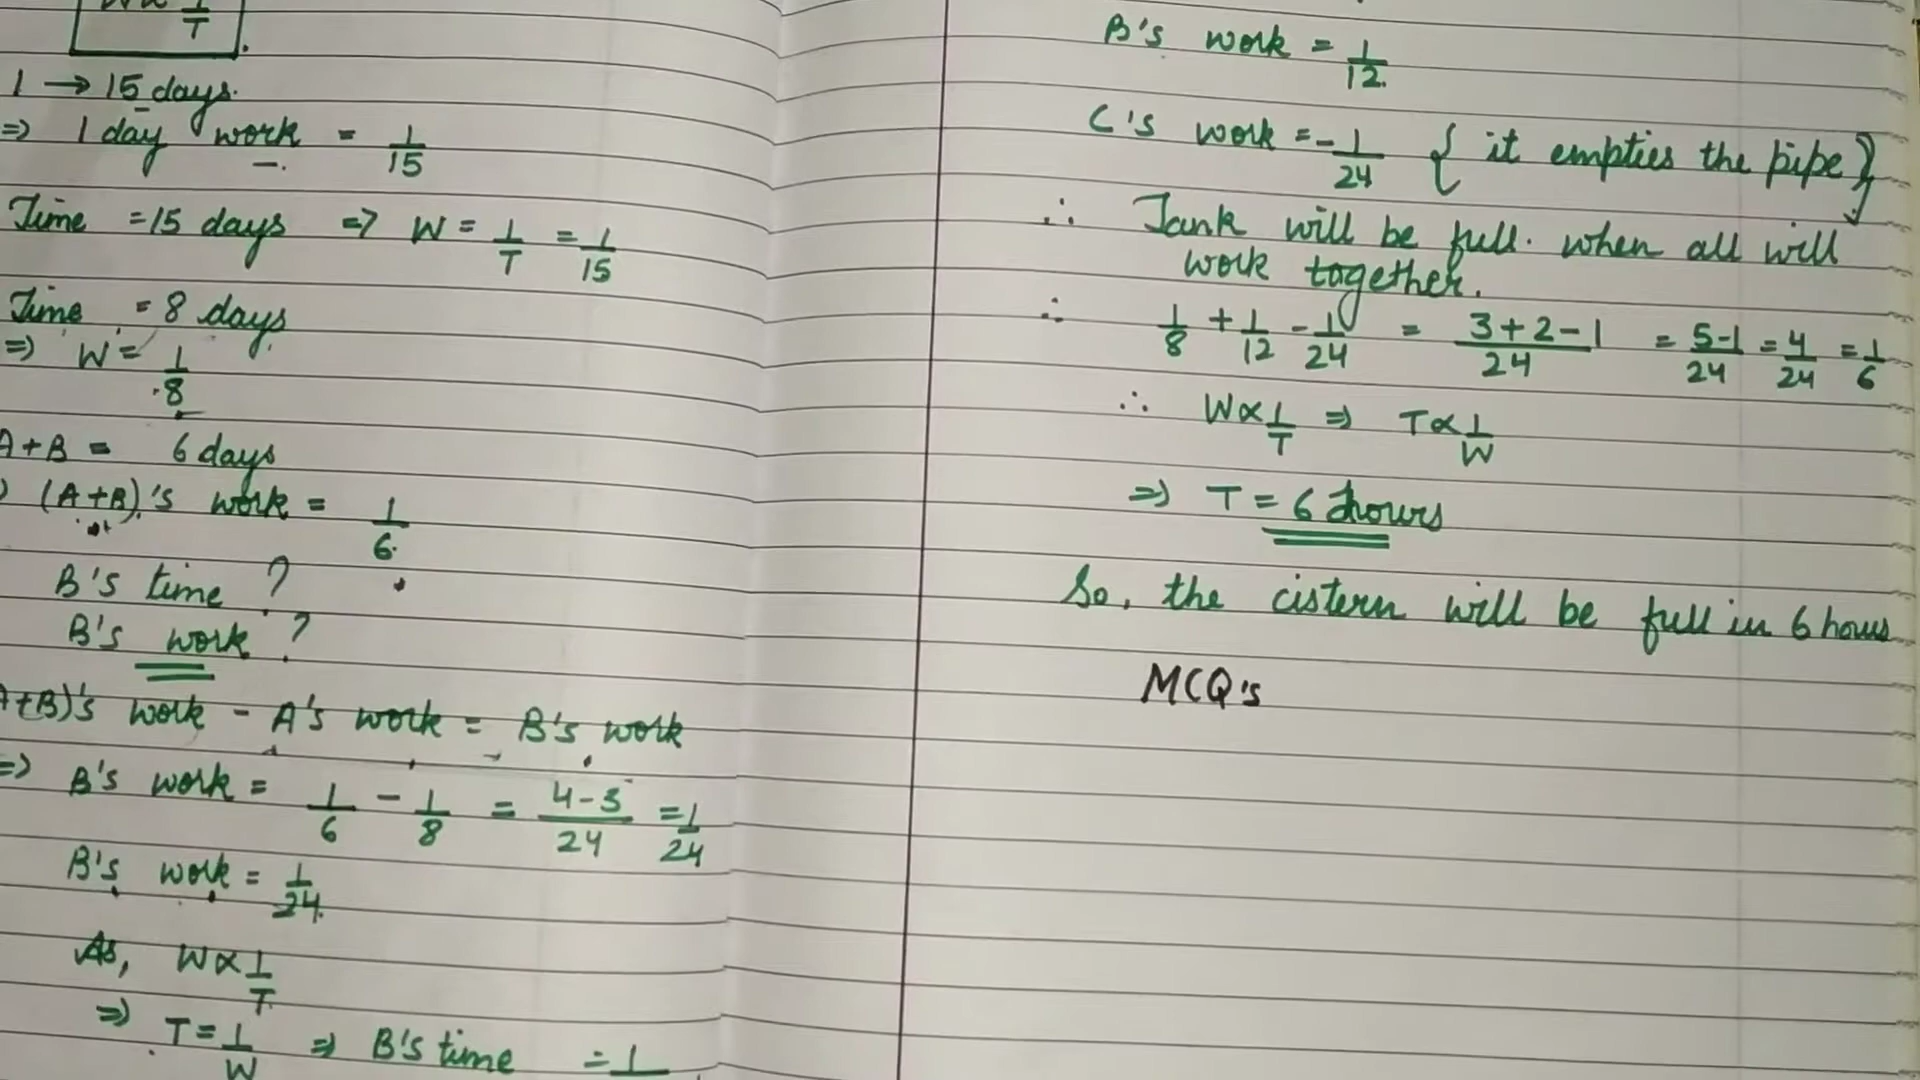 W ∝ 1/T
1 → 15 days.
⇒ 1 day work = 1/15
Time = 15 days ⇒ W = 1/T = 1/15
Time = 8 days
⇒ W = 1/8
A+B = 6 days
(A+B)'s work = 1/6
B's time ?
B's work ?
A+B)'s work - A's work = B's work
⇒ B's work = 1/6 - 1/8 = 4-3/24 = 1/24
B's work = 1/24
As, W ∝ 1/T
⇒ T = 1/W ⇒ B's time = 1
B's work = 1/12
C's work = -1/24 { it empties the pipe }
∴ Tank will be full. when all will
work together.
∴ 1/8 + 1/12 - 1/24 = 3+2-1/24 = 5-1/24 = 4/24 = 1/6
∴ W ∝ 1/T ⇒ T ∝ 1/W
⇒ T = 6 hours
So, the cistern will be full in 6 hours
MCQ's